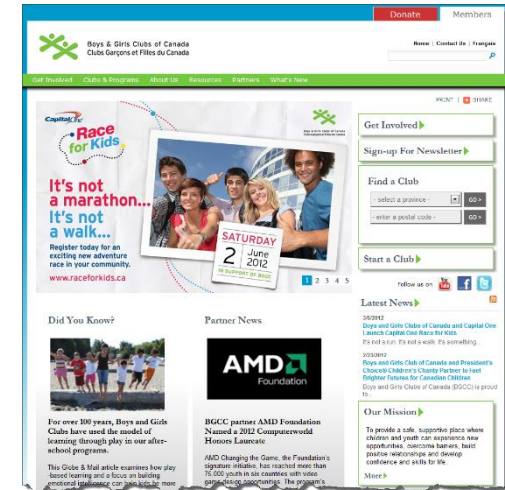 Donate
Members
Boys & Girls Clubs of Canada
Clubs Garçons et Filles du Canada
Home | Contact Us | Français
Get Involved Clubs & Programs About Us Resources Partners What's New
PRINT | SHARE
Capital One
Race
for Kids
It's not
a marathon...
It's not
a walk...
Register today for an
exciting new adventure
race in your community.
www.raceforkids.ca
SATURDAY
2 June
2012
IN SUPPORT OF BGCC
1 2 3 4 5
Get Involved
Sign-up For Newsletter
Find a Club
- select a province - GO >
- enter a postal code - GO >
Start a Club
Follow us on You Tube f t
Latest News
3/6/2012
Boys and Girls Clubs of Canada and Capital One
Launch Capital One Race for Kids
It's not a run. It's not a walk. It's something...
2/23/2012
Boys and Girls Club of Canada and President's
Choice® Children's Charity Partner to Fuel
Brighter Futures for Canadian Children
Boys and Girls Clubs of Canada (BGCC) is proud
to...
Our Mission
To provide a safe, supportive place where
children and youth can experience new
opportunities, overcome barriers, build
positive relationships and develop
confidence and skills for life.
More
Did You Know?
For over 100 years, Boys and Girls
Clubs have used the model of
learning through play in our after-
school programs.
This Globe & Mail article examines how play
-based learning and a focus on building
emotional intelligence can help kids be more
Partner News
AMD
Foundation
BGCC partner AMD Foundation
Named a 2012 Computerworld
Honors Laureate
AMD Changing the Game, the Foundation's
signature initiative, has reached more than
75,000 youth in six countries with video
game design opportunities. The program's